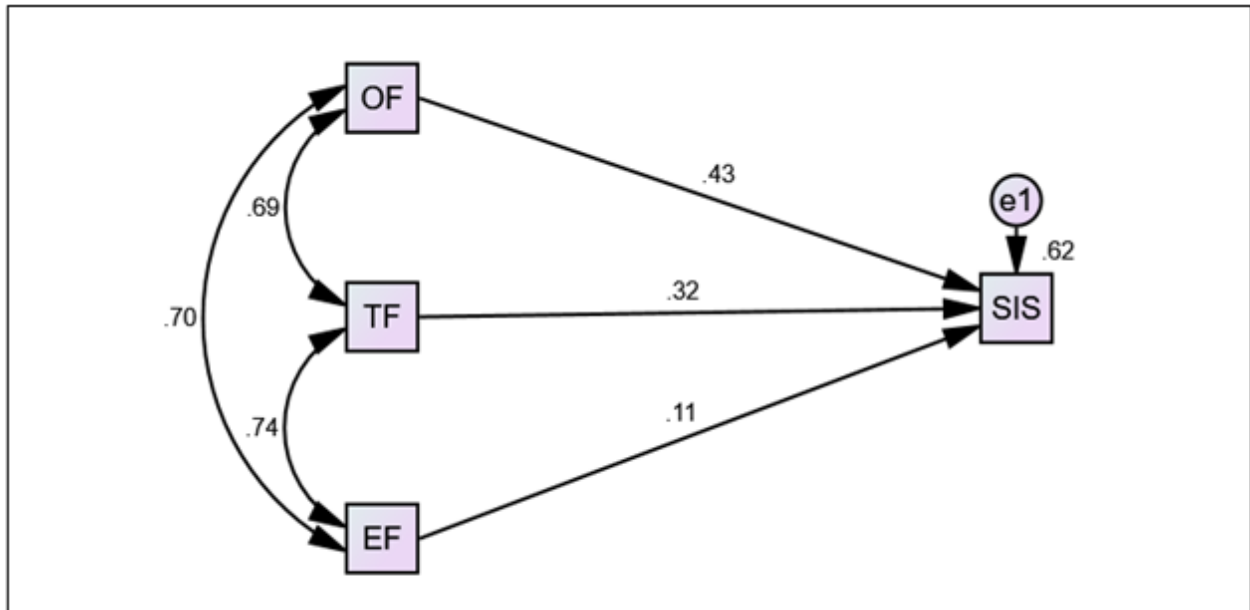 OF
.43
e1
.69
.62
.32
SIS
.70
TF
.11
.74
EF